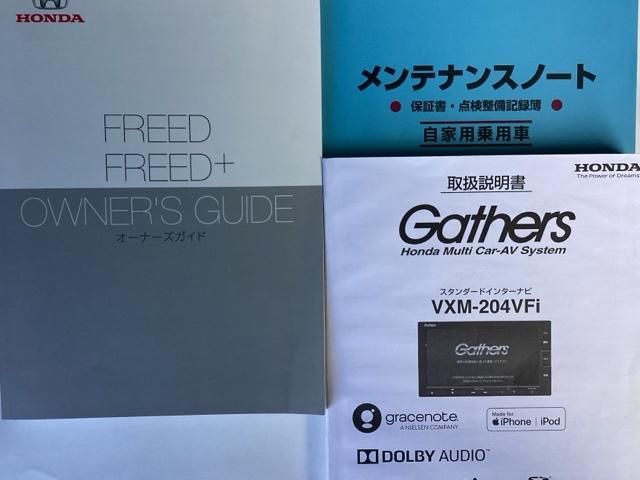 HONDA
FREED
FREED+
OWNER'S GUIDE
オーナーズガイド
メンテナンスノート
● 保証書・点検整備記録簿 ●
自家用乗用車
HONDA
The Power of Dreams
取扱説明書
Gathers
Honda Multi Car-AV System
スタンダードインターナビ
VXM-204VFi
Gathers
Gathers
gracenote.
A NIELSEN COMPANY
Made for
iPhone | iPod
DOLBY AUDIO™